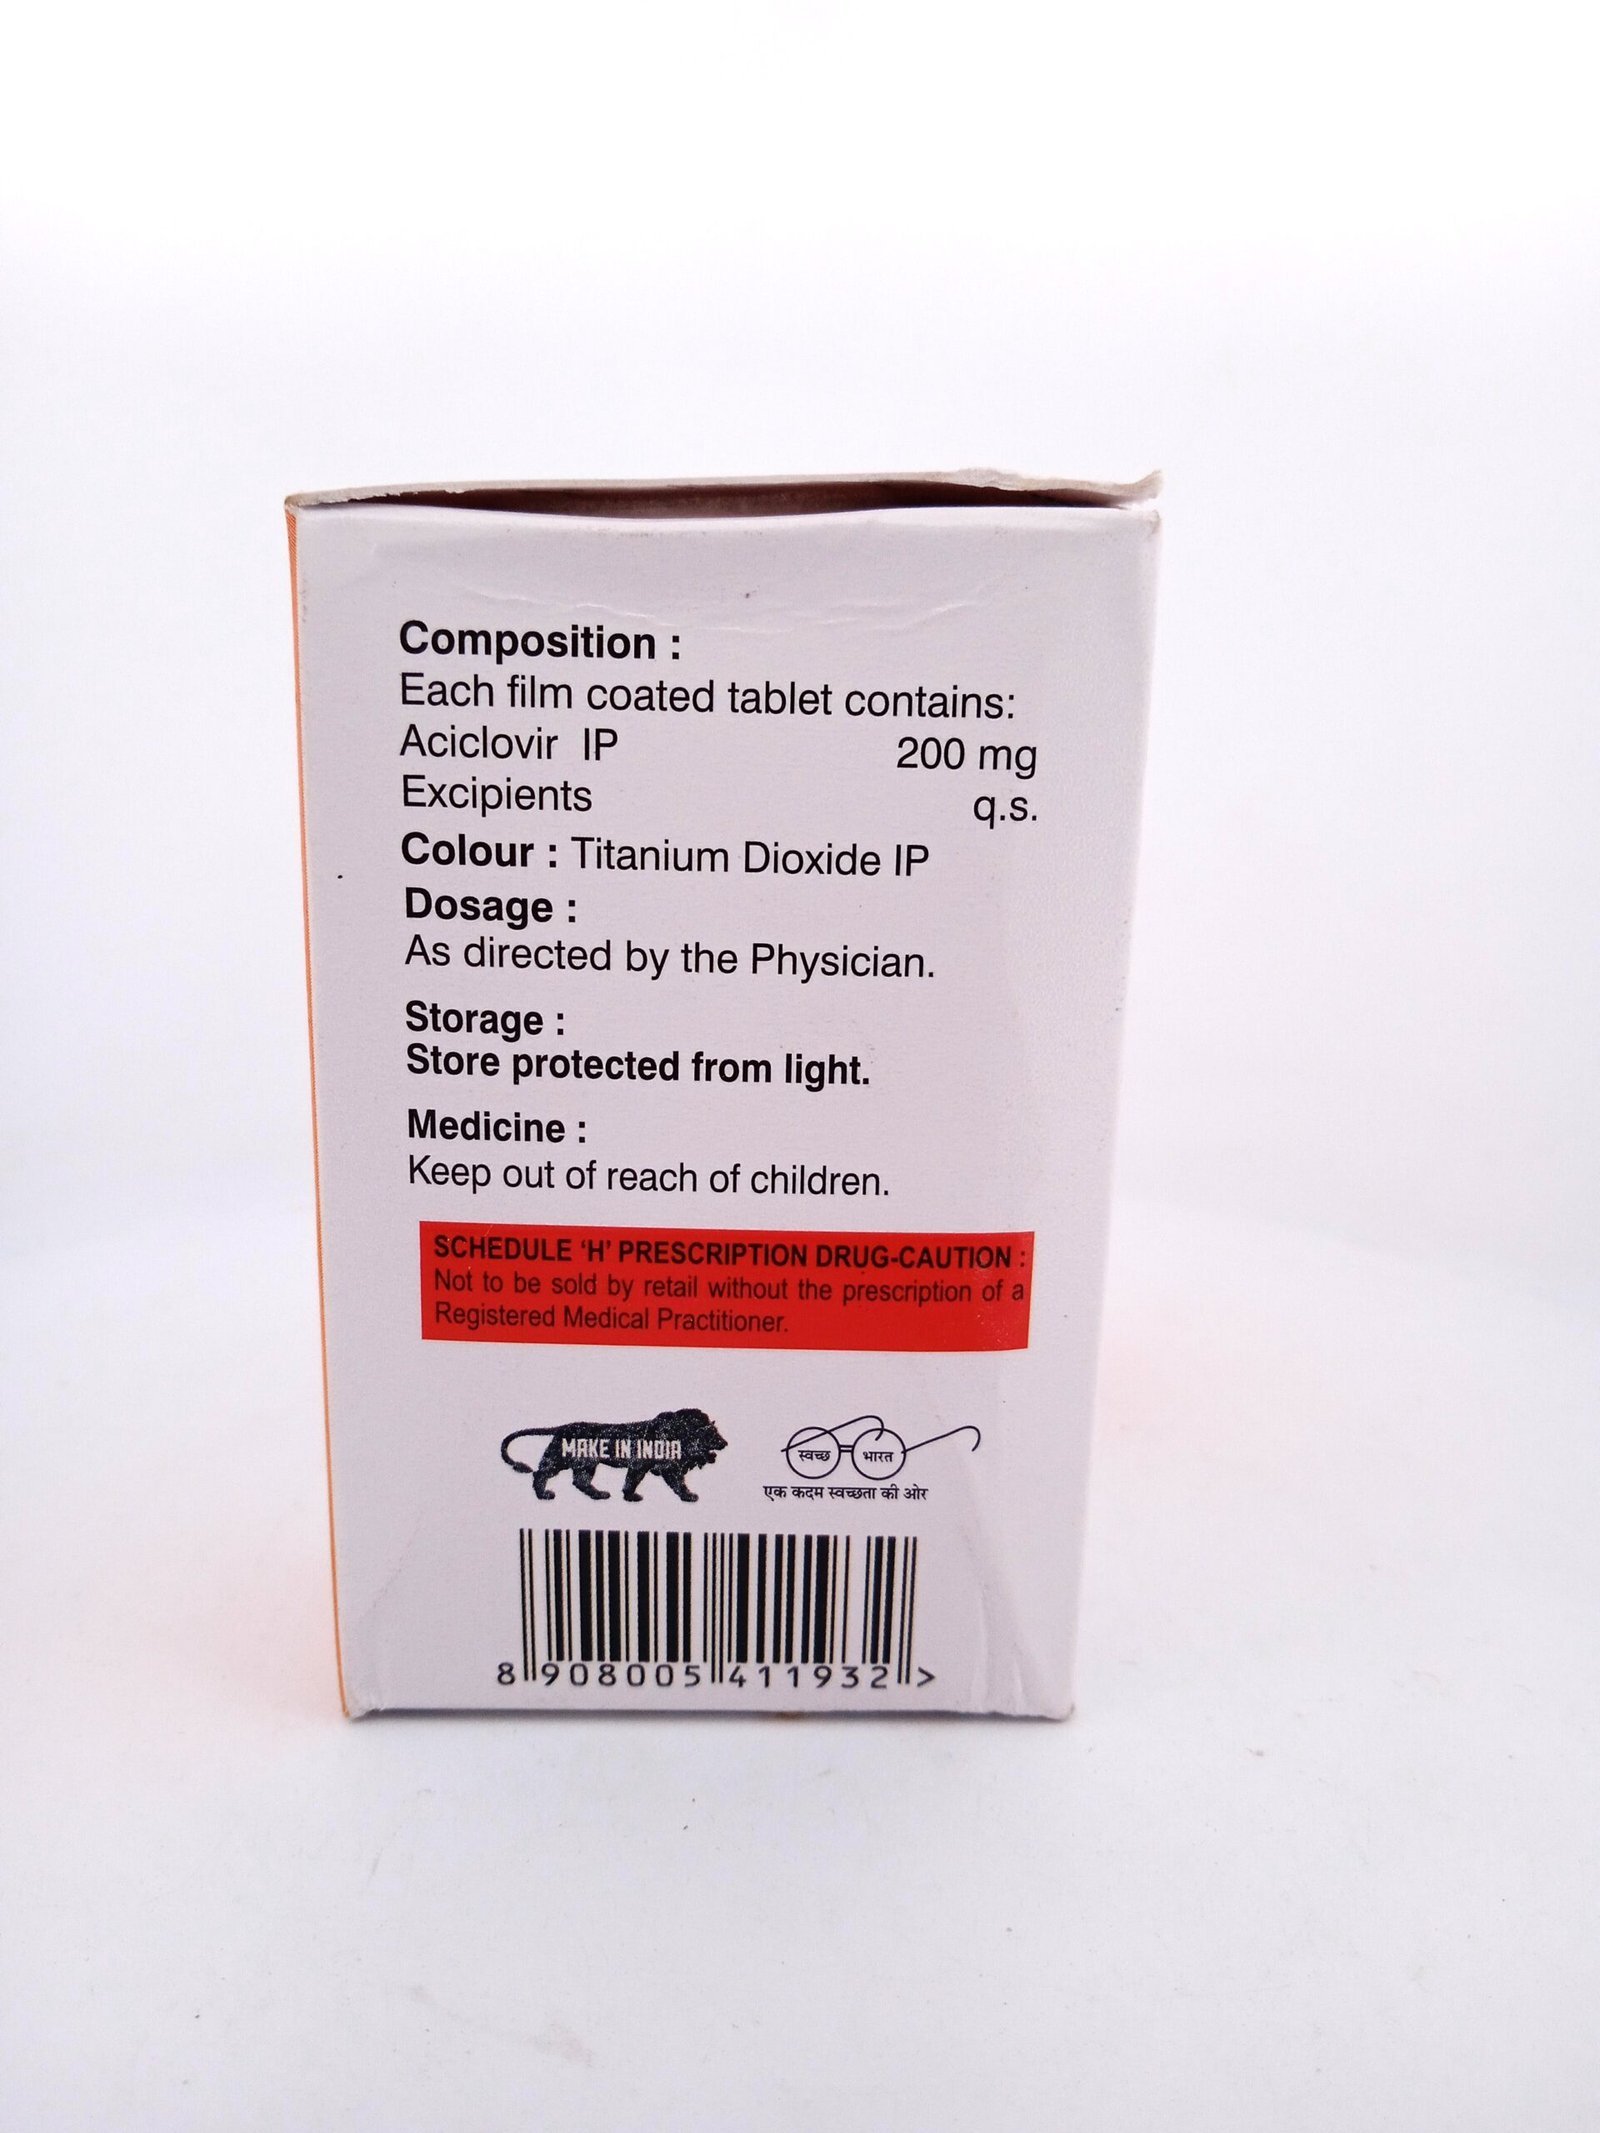 Composition :
Each film coated tablet contains:
Aciclovir IP 200 mg
Excipients q.s.
Colour : Titanium Dioxide IP
Dosage :
As directed by the Physician.
Storage :
Store protected from light.
Medicine :
Keep out of reach of children.
SCHEDULE ‘H’ PRESCRIPTION DRUG-CAUTION :
Not to be sold by retail without the prescription of a
Registered Medical Practitioner.
MAKE IN INDIA
स्वच्छ भारत
एक कदम स्वच्छता की ओर
8 908005 411932 >